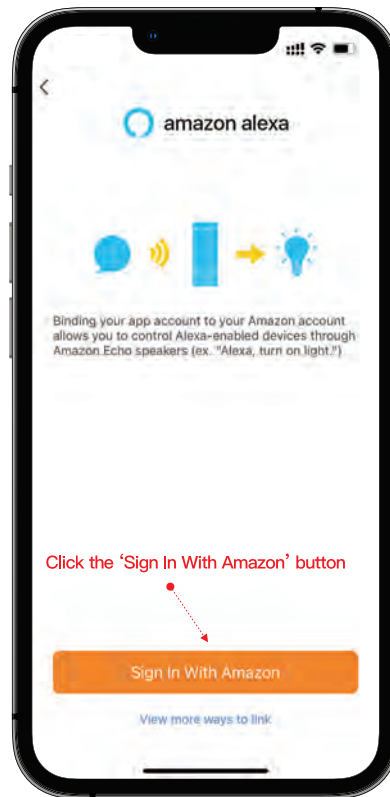 amazon alexa
Binding your app account to your Amazon account
allows you to control Alexa-enabled devices through
Amazon Echo speakers (ex. "Alexa, turn on light.")
Click the ‘Sign In With Amazon’ button
Sign In With Amazon
View more ways to link